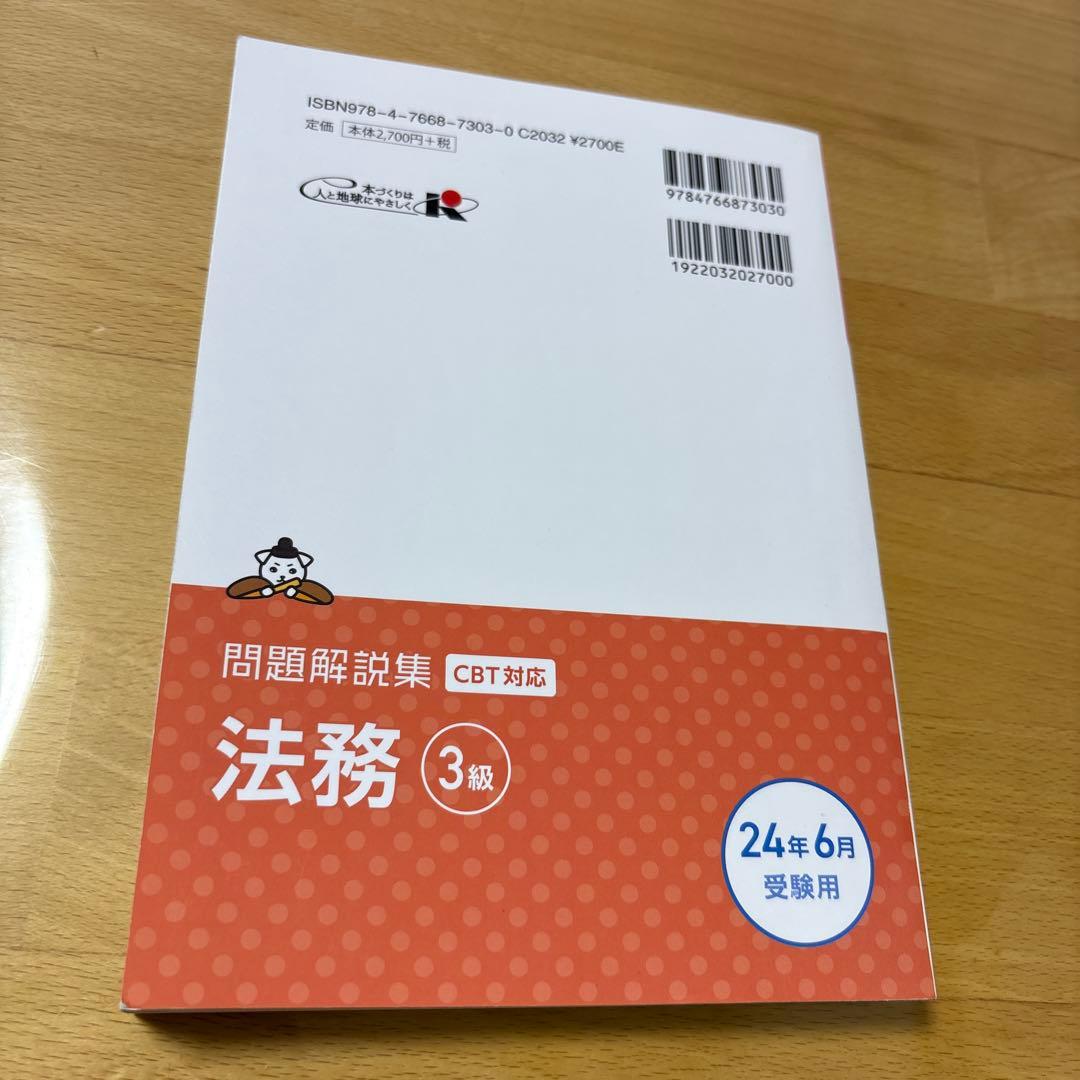 ISBN978-4-7668-7303-0 C2032 ¥2700E
定価 本体2,700円+税
本づくりは
人と地球にやさしく
R
9784766873030
1922032027000
問題解説集 CBT対応
法務 3級
24年6月
受験用